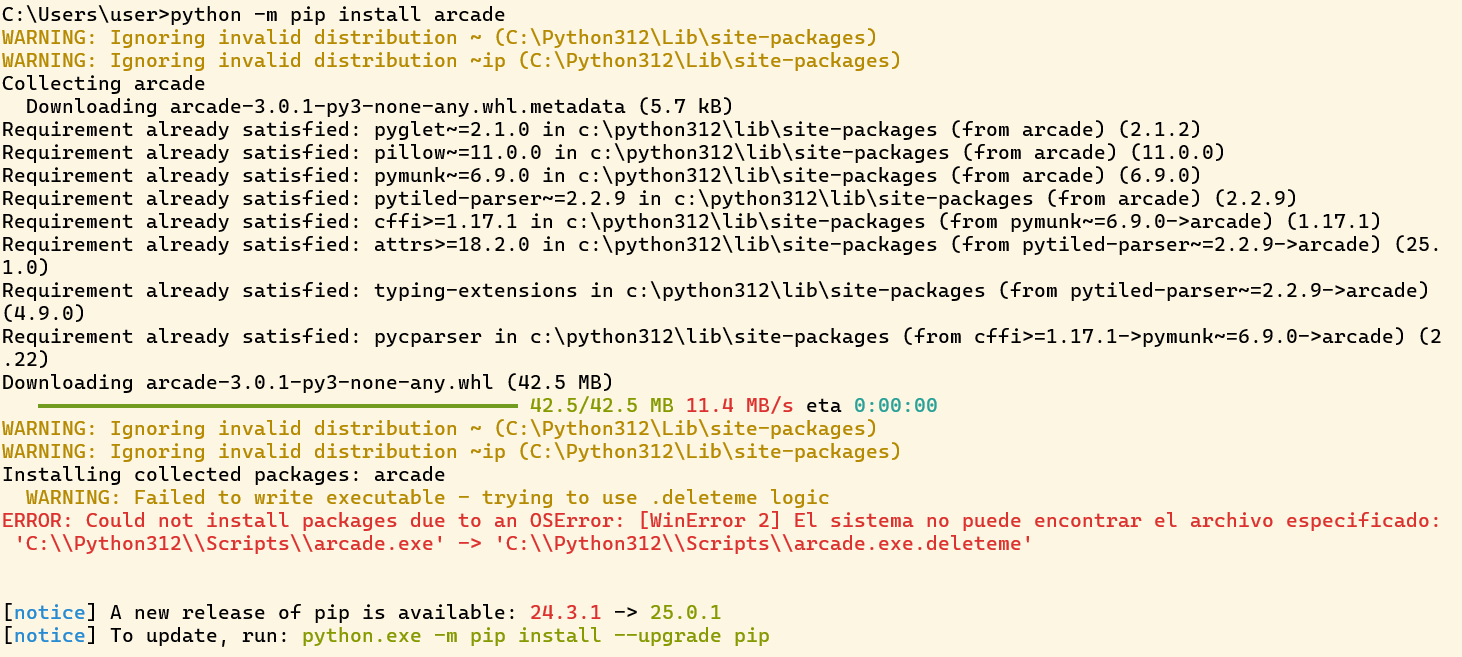 C:\Users\user>python -m pip install arcade
WARNING: Ignoring invalid distribution ~ (C:\Python312\Lib\site-packages)
WARNING: Ignoring invalid distribution ~ip (C:\Python312\Lib\site-packages)
Collecting arcade
  Downloading arcade-3.0.1-py3-none-any.whl.metadata (5.7 kB)
Requirement already satisfied: pyglet~=2.1.0 in c:\python312\lib\site-packages (from arcade) (2.1.2)
Requirement already satisfied: pillow~=11.0.0 in c:\python312\lib\site-packages (from arcade) (11.0.0)
Requirement already satisfied: pymunk~=6.9.0 in c:\python312\lib\site-packages (from arcade) (6.9.0)
Requirement already satisfied: pytiled-parser~=2.2.9 in c:\python312\lib\site-packages (from arcade) (2.2.9)
Requirement already satisfied: cffi>=1.17.1 in c:\python312\lib\site-packages (from pymunk~=6.9.0->arcade) (1.17.1)
Requirement already satisfied: attrs>=18.2.0 in c:\python312\lib\site-packages (from pytiled-parser~=2.2.9->arcade) (25.
1.0)
Requirement already satisfied: typing-extensions in c:\python312\lib\site-packages (from pytiled-parser~=2.2.9->arcade)
(4.9.0)
Requirement already satisfied: pycparser in c:\python312\lib\site-packages (from cffi>=1.17.1->pymunk~=6.9.0->arcade) (2
.22)
Downloading arcade-3.0.1-py3-none-any.whl (42.5 MB)
42.5/42.5 MB 11.4 MB/s eta 0:00:00
WARNING: Ignoring invalid distribution ~ (C:\Python312\Lib\site-packages)
WARNING: Ignoring invalid distribution ~ip (C:\Python312\Lib\site-packages)
Installing collected packages: arcade
  WARNING: Failed to write executable - trying to use .deleteme logic
ERROR: Could not install packages due to an OSError: [WinError 2] El sistema no puede encontrar el archivo especificado:
 'C:\\Python312\\Scripts\\arcade.exe' -> 'C:\\Python312\\Scripts\\arcade.exe.deleteme'
[notice] A new release of pip is available: 24.3.1 -> 25.0.1
[notice] To update, run: python.exe -m pip install --upgrade pip